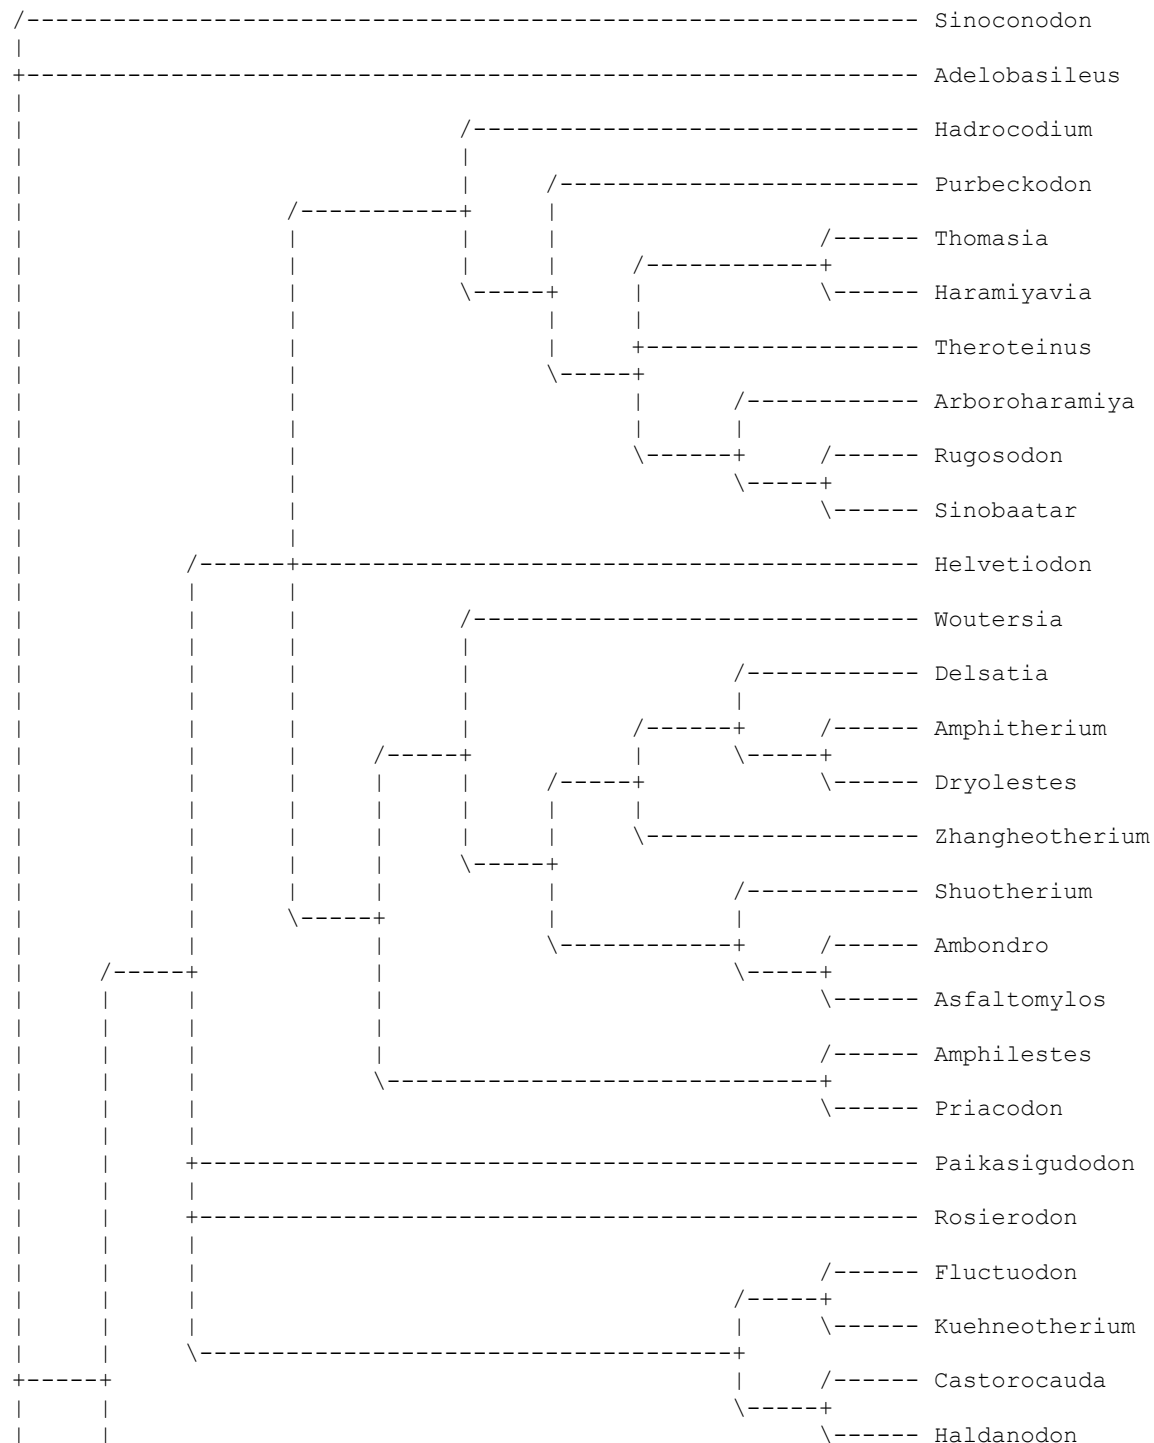 Sinoconodon
Adelobasileus
Hadrocodium
Purbeckodon
Thomasia
Haramiyavia
Theroteinus
Arboroharamiya
Rugosodon
Sinobaatar
Helvetiodon
Woutersia
Delsatia
Amphitherium
Dryolestes
Zhangheotherium
Shuotherium
Ambondro
Asfaltomylos
Amphilestes
Priacodon
Paikasigudodon
Rosierodon
Fluctuodon
Kuehneotherium
Castorocauda
Haldanodon